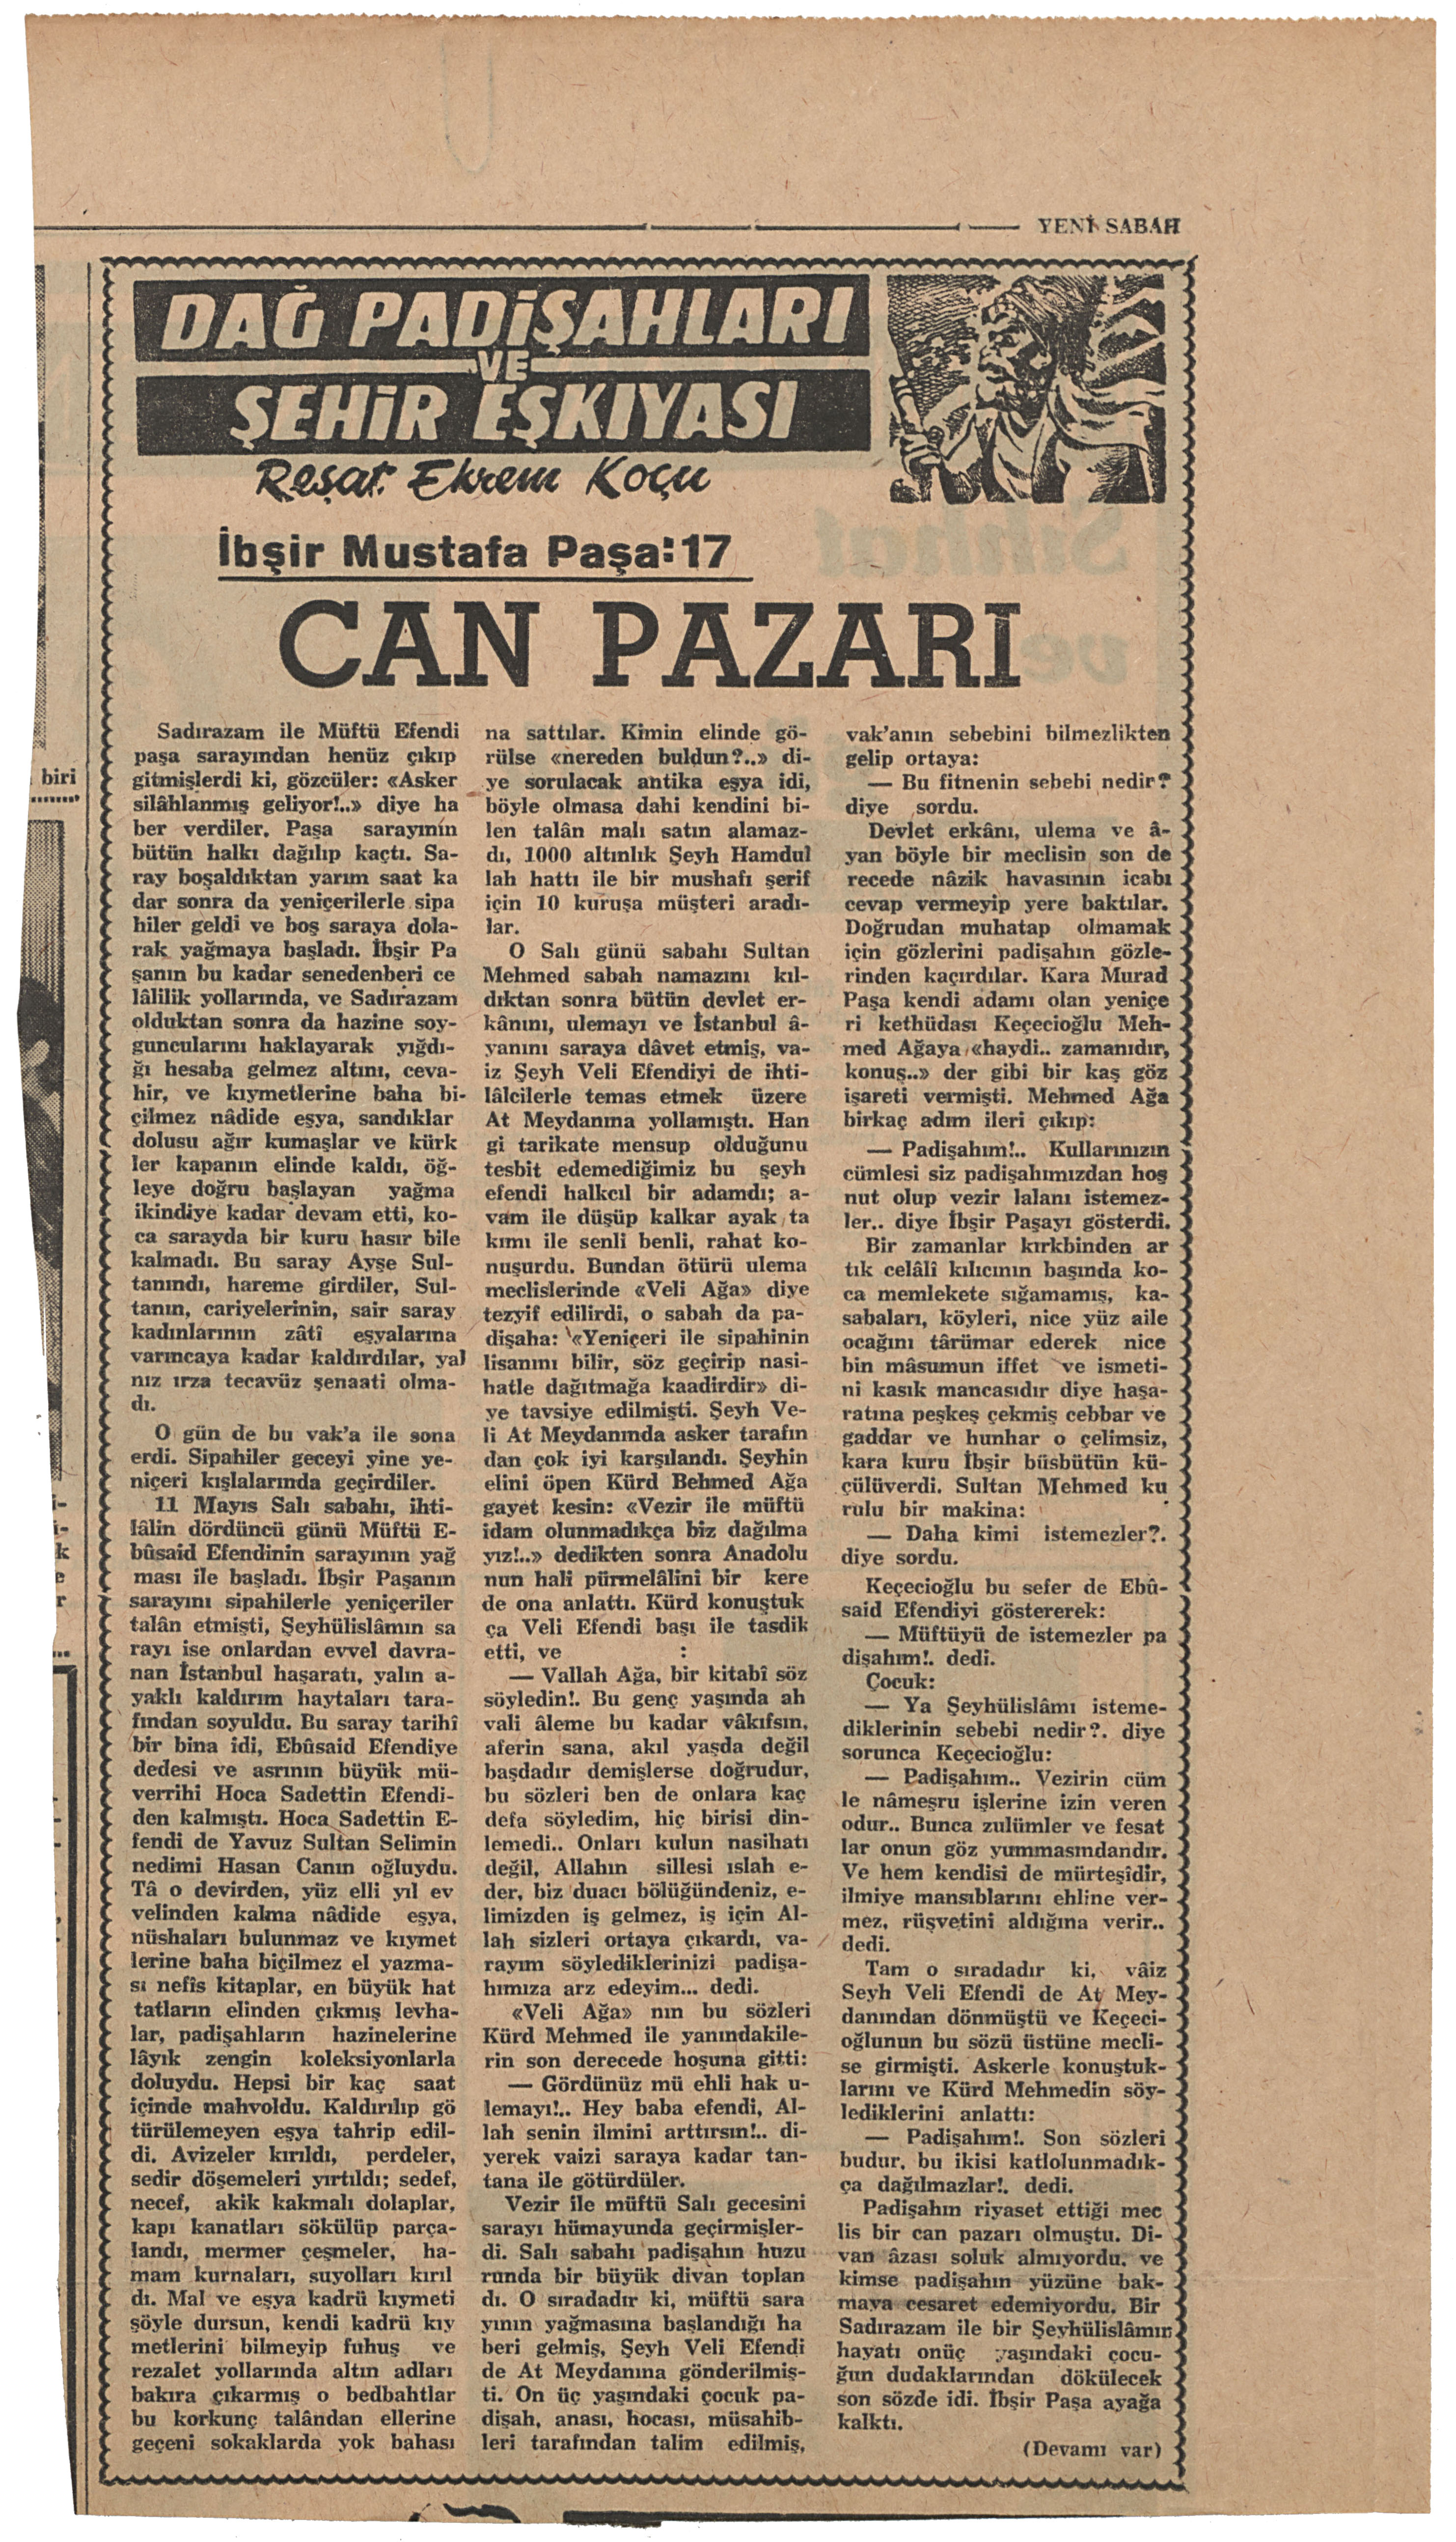 YENİ SABAH
DAĞ PADİŞAHLARI
VE
ŞEHİR EŞKIYASI
Reşat Ekrem Koçu
İbşir Mustafa Paşa:17
CAN PAZARI
Sadırazam ile Müftü Efendi
paşa sarayından henüz çıkıp
gitmişlerdi ki, gözcüler: «Asker
silâhlanmış geliyor!..» diye ha
ber verdiler. Paşa sarayının
bütün halkı dağılıp kaçtı. Sa-
ray boşaldıktan yarım saat ka
dar sonra da yeniçerilerle sipa
hiler geldi ve boş saraya dola-
rak yağmaya başladı. İbşir Pa
şanın bu kadar senedenberi ce
lâlilik yollarında, ve Sadırazam
olduktan sonra da hazine soy-
guncularını haklayarak yığdı-
ğı hesaba gelmez altını, ceva-
hir, ve kıymetlerine baha bi-
çilmez nâdide eşya, sandıklar
dolusu ağır kumaşlar ve kürk
ler kapanın elinde kaldı, öğ-
leye doğru başlayan yağma
ikindiye kadar devam etti, ko-
ca sarayda bir kuru hasır bile
kalmadı. Bu saray Ayşe Sul-
tanındı, hareme girdiler, Sul-
tanın, cariyelerinin, sair saray
kadınlarının zâtî eşyalarına
varıncaya kadar kaldırdılar, yal
nız ırza tecavüz şenaati olma-
dı.
O gün de bu vak'a ile sona
erdi. Sipahiler geceyi yine ye-
niçeri kışlalarında geçirdiler.
11 Mayıs Salı sabahı, ihti-
lâlin dördüncü günü Müftü E-
bûsaid Efendinin sarayının yağ
ması ile başladı. İbşir Paşanın
sarayını sipahilerle yeniçeriler
talân etmişti, Şeyhülislâmın sa
rayı ise onlardan evvel davra-
nan İstanbul haşaratı, yalın a-
yaklı kaldırım haytaları tara-
fından soyuldu. Bu saray tarihî
bir bina idi, Ebûsaid Efendiye
dedesi ve asrının büyük mü-
verrihi Hoca Sadettin Efendi-
den kalmıştı. Hoca Sadettin E-
fendi de Yavuz Sultan Selimin
nedimi Hasan Canın oğluydu.
Tâ o devirden, yüz elli yıl ev
velinden kalma nâdide eşya,
nüshaları bulunmaz ve kıymet
lerine baha biçilmez el yazma-
sı nefis kitaplar, en büyük hat
tatların elinden çıkmış levha-
lar, padişahların hazinelerine
lâyık zengin koleksiyonlarla
doluydu. Hepsi bir kaç saat
içinde mahvoldu. Kaldırılıp gö
türülemeyen eşya tahrip edil-
di. Avizeler kırıldı, perdeler,
sedir döşemeleri yırtıldı; sedef,
necef, akik kakmalı dolaplar,
kapı kanatları sökülüp parça-
landı, mermer çeşmeler, ha-
mam kurnaları, suyolları kırıl
dı. Mal ve eşya kadrü kıymeti
şöyle dursun, kendi kadrü kıy
metlerini bilmeyip fuhuş ve
rezalet yollarında altın adları
bakıra çıkarmış o bedbahtlar
bu korkunç talândan ellerine
geçeni sokaklarda yok bahası
na sattılar. Kimin elinde gö-
rülse «nereden buldun?..» di-
ye sorulacak antika eşya idi,
böyle olmasa dahi kendini bi-
len talân malı satın alamaz-
dı, 1000 altınlık Şeyh Hamdul
lah hattı ile bir mushafı şerif
için 10 kuruşa müşteri aradı-
lar.
O Salı günü sabahı Sultan
Mehmed sabah namazını kıl-
dıktan sonra bütün devlet er-
kânını, ulemayı ve İstanbul â-
yanını saraya dâvet etmiş, va-
iz Şeyh Veli Efendiyi de ihti-
lâlcilerle temas etmek üzere
At Meydanına yollamıştı. Han
gi tarikate mensup olduğunu
tesbit edemediğimiz bu şeyh
efendi halkcıl bir adamdı; a-
vam ile düşüp kalkar ayak ta
kımı ile senli benli, rahat ko-
nuşurdu. Bundan ötürü ulema
meclislerinde «Veli Ağa» diye
tezyif edilirdi, o sabah da pa-
dişaha: «Yeniçeri ile sipahinin
lisanını bilir, söz geçirip nasi-
hatle dağıtmağa kaadirdir» di-
ye tavsiye edilmişti. Şeyh Ve-
li At Meydanında asker tarafın
dan çok iyi karşılandı. Şeyhin
elini öpen Kürd Behmed Ağa
gayet kesin: «Vezir ile müftü
idam olunmadıkça biz dağılma
yız!..» dedikten sonra Anadolu
nun hali pürmelâlini bir kere
de ona anlattı. Kürd konuştuk
ça Veli Efendi başı ile tasdik
etti, ve :
— Vallah Ağa, bir kitabî söz
söyledin!. Bu genç yaşında ah
vali âleme bu kadar vâkıfsın,
aferin sana, akıl yaşda değil
başdadır demişlerse doğrudur,
bu sözleri ben de onlara kaç
defa söyledim, hiç birisi din-
lemedi.. Onları kulun nasihatı
değil, Allahın sillesi ıslah e-
der, biz duacı bölüğündeniz, e-
limizden iş gelmez, iş için Al-
lah sizleri ortaya çıkardı, va-
rayım söylediklerinizi padişa-
hımıza arz edeyim... dedi.
«Veli Ağa» nın bu sözleri
Kürd Mehmed ile yanındakile-
rin son derecede hoşuna gitti:
— Gördünüz mü ehli hak u-
lemayı!.. Hey baba efendi, Al-
lah senin ilmini arttırsın!.. di-
yerek vaizi saraya kadar tan-
tana ile götürdüler.
Vezir ile müftü Salı gecesini
sarayı hümayunda geçirmişler-
di. Salı sabahı padişahın huzu
runda bir büyük divan toplan
dı. O sıradadır ki, müftü sara
yının yağmasına başlandığı ha
beri gelmiş, Şeyh Veli Efendi
de At Meydanına gönderilmiş-
ti. On üç yaşındaki çocuk pa-
dişah, anası, hocası, müsahib-
leri tarafından talim edilmiş,
vak'anın sebebini bilmezlikten
gelip ortaya:
— Bu fitnenin sebebi nedir?
diye sordu.
Devlet erkânı, ulema ve â-
yan böyle bir meclisin son de
recede nâzik havasının icabı
cevap vermeyip yere baktılar.
Doğrudan muhatap olmamak
için gözlerini padişahın gözle-
rinden kaçırdılar. Kara Murad
Paşa kendi adamı olan yeniçe
ri kethüdası Keçecioğlu Meh-
med Ağaya «haydi.. zamanıdır,
konuş..» der gibi bir kaş göz
işareti vermişti. Mehmed Ağa
birkaç adım ileri çıkıp:
— Padişahım!.. Kullarınızın
cümlesi siz padişahımızdan hoş
nut olup vezir lalanı istemez-
ler.. diye İbşir Paşayı gösterdi.
Bir zamanlar kırkbinden ar
tık celâlî kılıcının başında ko-
ca memlekete sığamamış, ka-
sabaları, köyleri, nice yüz aile
ocağını târümar ederek nice
bin mâsumun iffet ve ismeti-
ni kasık mancasıdır diye haşa-
ratına peşkeş çekmiş cebbar ve
gaddar ve hunhar o çelimsiz,
kara kuru İbşir büsbütün kü-
çülüverdi. Sultan Mehmed ku
rulu bir makina:
— Daha kimi istemezler?.
diye sordu.
Keçecioğlu bu sefer de Ebû-
said Efendiyi göstererek:
— Müftüyü de istemezler pa
dişahım!. dedi.
Çocuk:
— Ya Şeyhülislâmı isteme-
diklerinin sebebi nedir?. diye
sorunca Keçecioğlu:
— Padişahım.. Vezirin cüm
le nâmeşru işlerine izin veren
odur.. Bunca zulümler ve fesat
lar onun göz yummasındandır.
Ve hem kendisi de mürteşîdir,
ilmiye mansıblarını ehline ver-
mez, rüşvetini aldığına verir..
dedi.
Tam o sıradadır ki, vâiz
Şeyh Veli Efendi de At Mey-
danından dönmüştü ve Keçeci-
oğlunun bu sözü üstüne mecli-
se girmişti. Askerle konuştuk-
larını ve Kürd Mehmedin söy-
lediklerini anlattı:
— Padişahım!. Son sözleri
budur, bu ikisi katlolunmadık-
ça dağılmazlar!. dedi.
Padişahın riyaset ettiği mec
lis bir can pazarı olmuştu. Di-
van âzası soluk almıyordu, ve
kimse padişahın yüzüne bak-
maya cesaret edemiyordu. Bir
Sadırazam ile bir Şeyhülislâmın
hayatı onüç yaşındaki çocu-
ğun dudaklarından dökülecek
son sözde idi. İbşir Paşa ayağa
kalktı.
(Devamı var)
biri